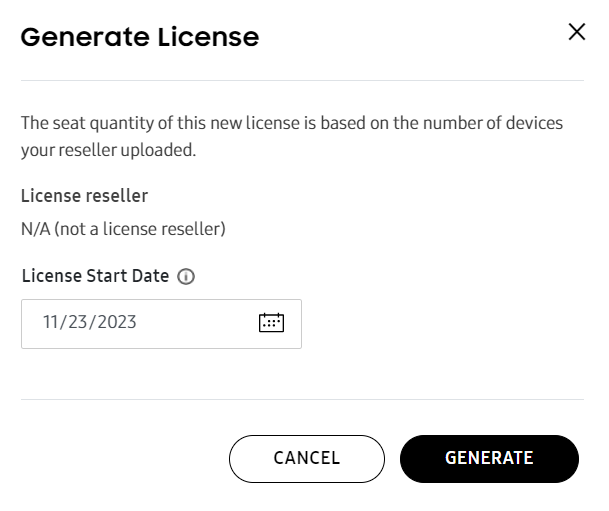 Generate License
The seat quantity of this new license is based on the number of devices
your reseller uploaded.
License reseller
N/A (not a license reseller)
License Start Date
11/23/2023
CANCEL
GENERATE